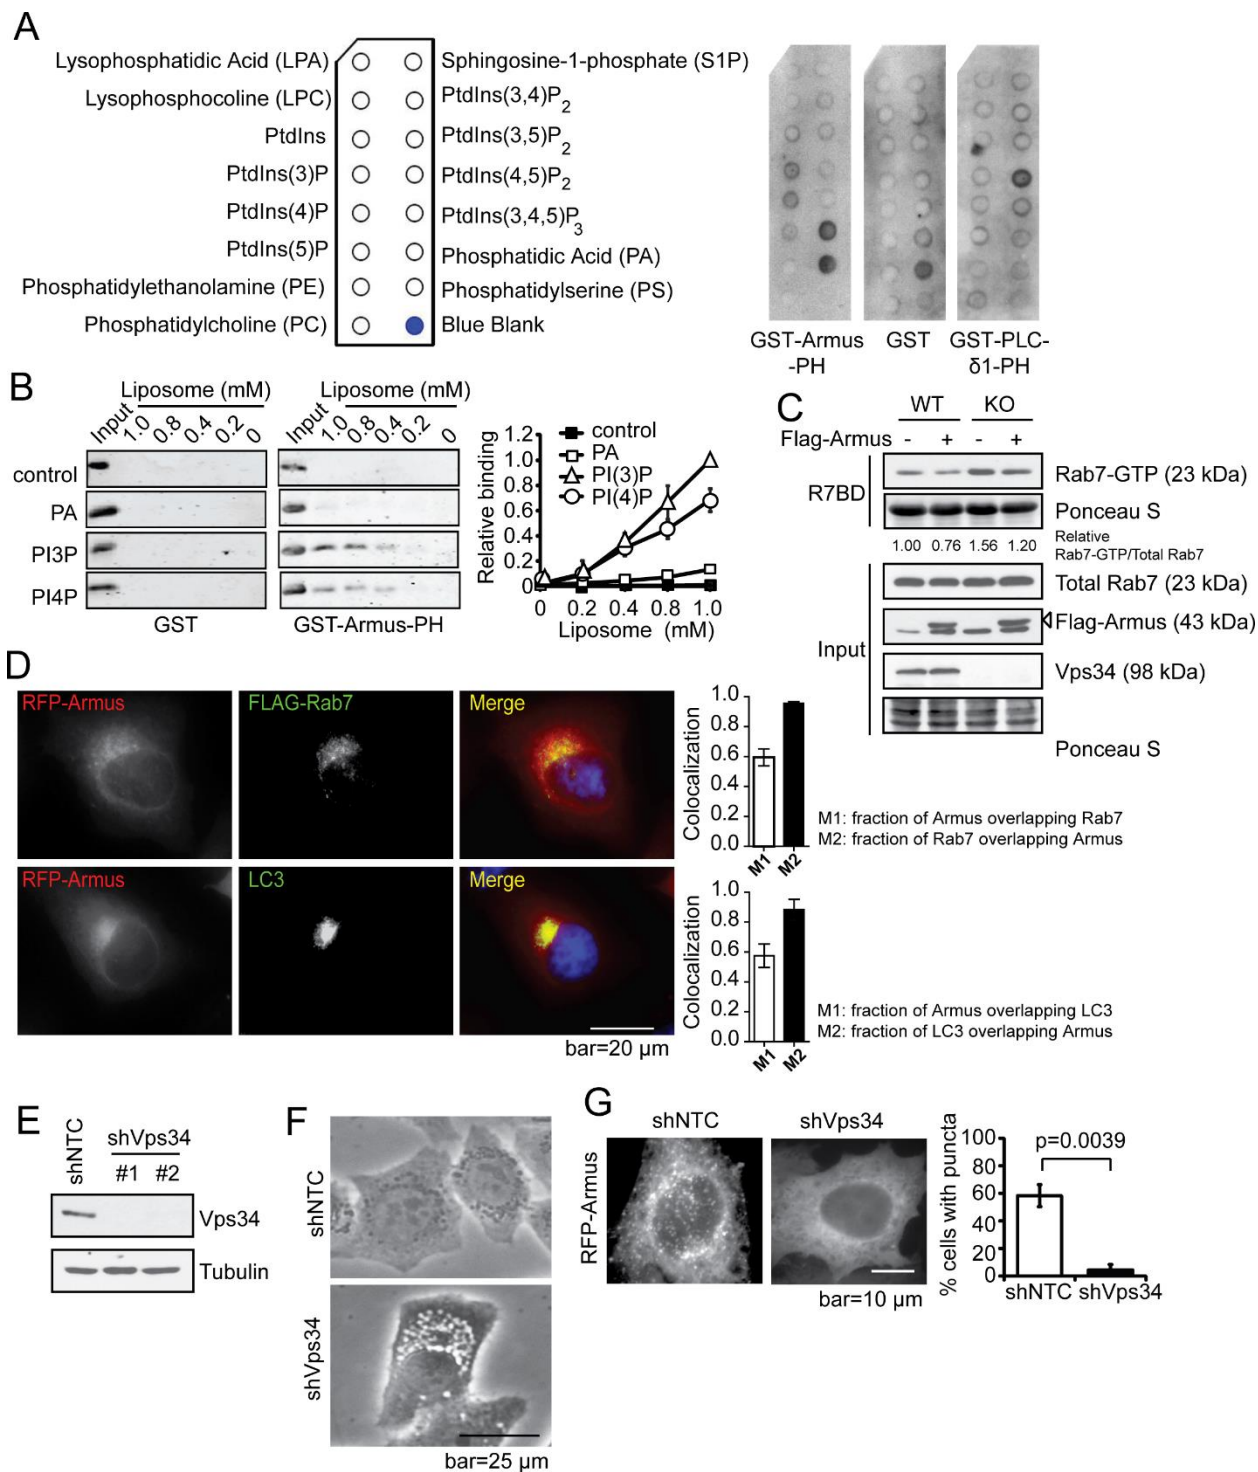 A
Lysophosphatidic Acid (LPA)
Sphingosine-1-phosphate (S1P)
Lysophosphocoline (LPC)
PtdIns(3,4)P2
PtdIns
PtdIns(3,5)P2
PtdIns(3)P
PtdIns(4,5)P2
PtdIns(4)P
PtdIns(3,4,5)P3
PtdIns(5)P
Phosphatidic Acid (PA)
Phosphatidylethanolamine (PE)
Phosphatidylserine (PS)
Phosphatidylcholine (PC)
Blue Blank
GST-Armus
-PH
GST
GST-PLC-
δ1-PH
B
Liposome (mM)
Input 1.0 0.8 0.4 0.2 0
control
PA
PI3P
PI4P
GST
Liposome (mM)
Input 1.0 0.8 0.4 0.2 0
GST-Armus-PH
Relative binding
1.2
1.0
0.8
0.6
0.4
0.2
0
control
PA
PI(3)P
PI(4)P
0 0.2 0.4 0.8 1.0
Liposome (mM)
C
WT KO
Flag-Armus - + - +
R7BD
Rab7-GTP (23 kDa)
Ponceau S
1.00 0.76 1.56 1.20
Relative
Rab7-GTP/Total Rab7
Input
Total Rab7 (23 kDa)
Flag-Armus (43 kDa)
Vps34 (98 kDa)
Ponceau S
D
RFP-Armus
FLAG-Rab7
Merge
Colocalization
1.0
0.8
0.6
0.4
0.2
0.0
M1 M2
M1: fraction of Armus overlapping Rab7
M2: fraction of Rab7 overlapping Armus
RFP-Armus
LC3
Merge
bar=20 µm
Colocalization
1.0
0.8
0.6
0.4
0.2
0.0
M1 M2
M1: fraction of Armus overlapping LC3
M2: fraction of LC3 overlapping Armus
E
shNTC
shVps34
#1 #2
Vps34
Tubulin
F
shNTC
shVps34
bar=25 µm
G
shNTC
shVps34
RFP-Armus
bar=10 µm
% cells with puncta
100
80
60
40
20
0
p=0.0039
shNTC shVps34